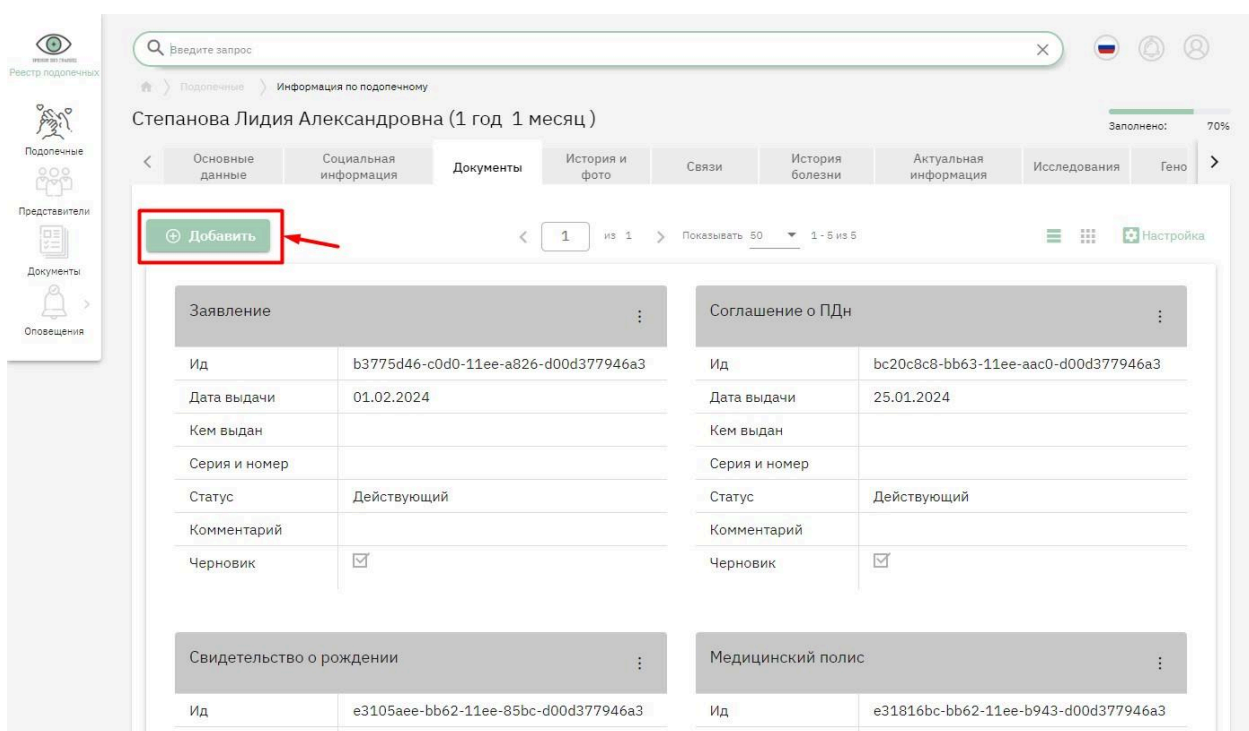 Введите запрос
Реестр подопечных
Подопечные
Информация по подопечному
Степанова Лидия Александровна (1 год 1 месяц)
Заполнено: 70%
Подопечные
Представители
Документы
Оповещения
Основные данные
Социальная информация
Документы
История и фото
Связи
История болезни
Актуальная информация
Исследования
Гено
Добавить
1 из 1
Показывать 50
1 - 5 из 5
Настройка
Заявление
Ид b3775d46-c0d0-11ee-a826-d00d377946a3
Дата выдачи 01.02.2024
Кем выдан
Серия и номер
Статус Действующий
Комментарий
Черновик
Соглашение о ПДн
Ид bc20c8c8-bb63-11ee-aac0-d00d377946a3
Дата выдачи 25.01.2024
Кем выдан
Серия и номер
Статус Действующий
Комментарий
Черновик
Свидетельство о рождении
Ид e3105aee-bb62-11ee-85bc-d00d377946a3
Медицинский полис
Ид e31816bc-bb62-11ee-b943-d00d377946a3